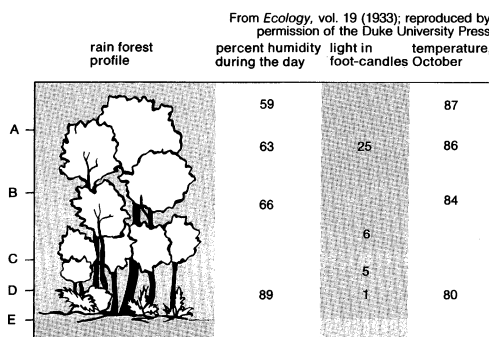 From Ecology, vol. 19 (1933); reproduced by
permission of the Duke University Press
rain forest percent humidity light in temperature
profile during the day foot-candles October
59 87
A
63 25 86
B
66 84
6
C
5
D 89 1 80
E